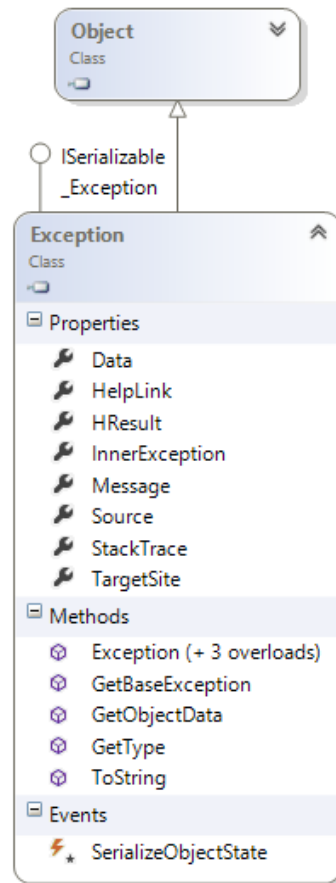 Object
Class
ISerializable
_Exception
Exception
Class
Properties
Data
HelpLink
HResult
InnerException
Message
Source
StackTrace
TargetSite
Methods
Exception (+ 3 overloads)
GetBaseException
GetObjectData
GetType
ToString
Events
SerializeObjectState